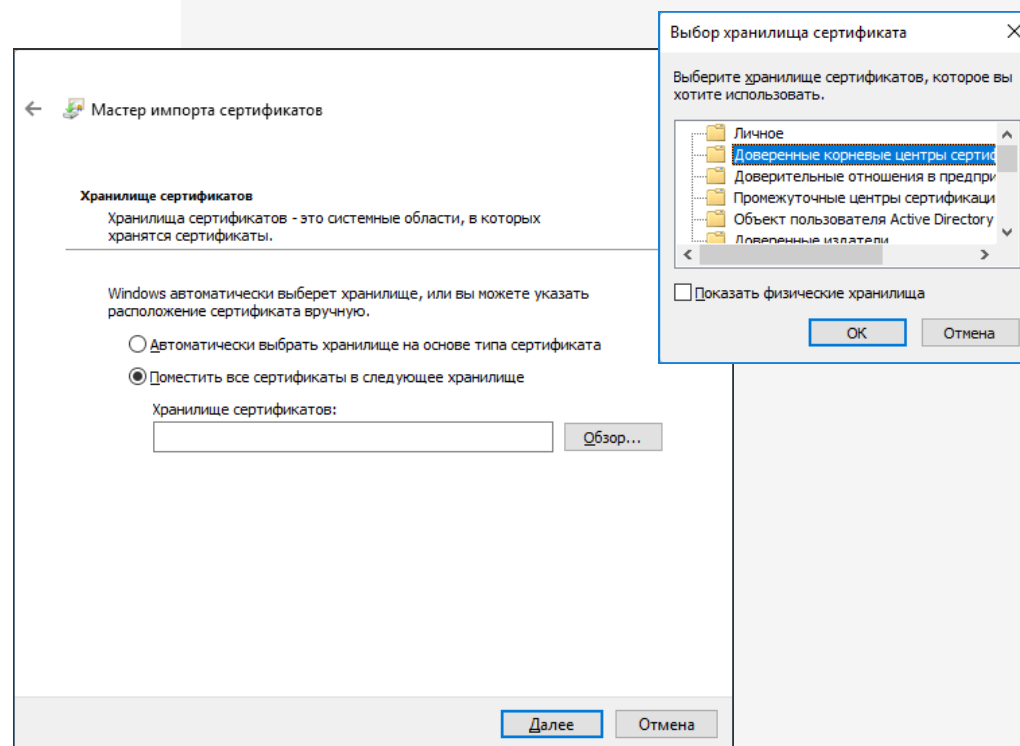 Выбор хранилища сертификата
Выберите хранилище сертификатов, которое вы
хотите использовать.
Личное
Доверенные корневые центры сертиф
Доверительные отношения в предпри
Промежуточные центры сертификаци
Объект пользователя Active Directory
Доверенные издатели
Показать физические хранилища
ОК
Отмена
Мастер импорта сертификатов
Хранилище сертификатов
Хранилища сертификатов - это системные области, в которых
хранятся сертификаты.
Windows автоматически выберет хранилище, или вы можете указать
расположение сертификата вручную.
Автоматически выбрать хранилище на основе типа сертификата
Поместить все сертификаты в следующее хранилище
Хранилище сертификатов:
Обзор...
Далее
Отмена